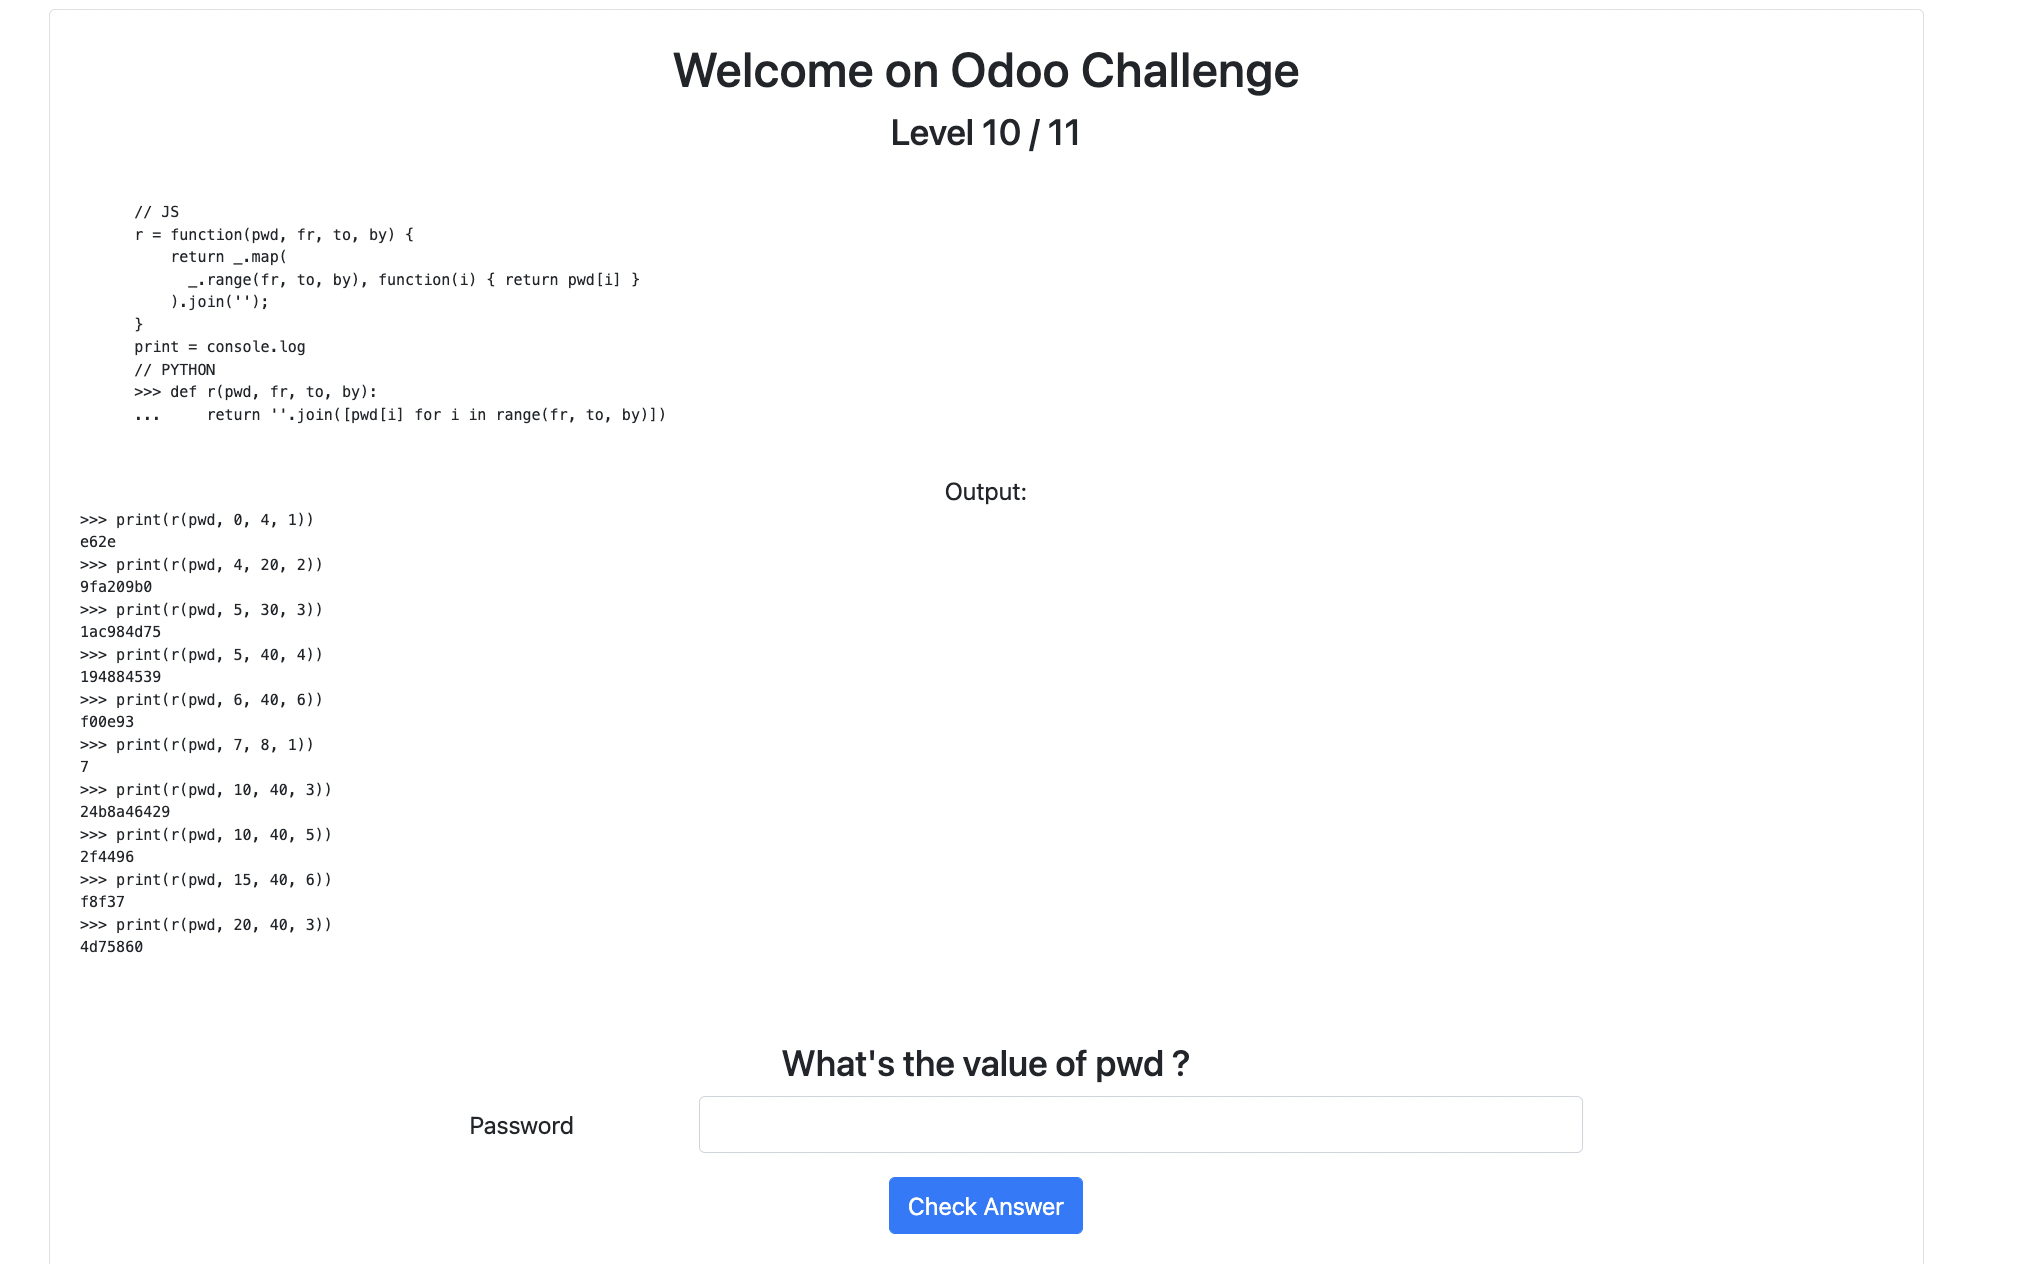 Welcome on Odoo Challenge
Level 10 / 11
// JS
r = function(pwd, fr, to, by) {
    return _.map(
      _.range(fr, to, by), function(i) { return pwd[i] }
    ).join('');
}
print = console.log
// PYTHON
>>> def r(pwd, fr, to, by):
...     return ''.join([pwd[i] for i in range(fr, to, by)])
Output:
>>> print(r(pwd, 0, 4, 1))
e62e
>>> print(r(pwd, 4, 20, 2))
9fa209b0
>>> print(r(pwd, 5, 30, 3))
1ac984d75
>>> print(r(pwd, 5, 40, 4))
194884539
>>> print(r(pwd, 6, 40, 6))
f00e93
>>> print(r(pwd, 7, 8, 1))
7
>>> print(r(pwd, 10, 40, 3))
24b8a46429
>>> print(r(pwd, 10, 40, 5))
2f4496
>>> print(r(pwd, 15, 40, 6))
f8f37
>>> print(r(pwd, 20, 40, 3))
4d75860
What's the value of pwd ?
Password
Check Answer